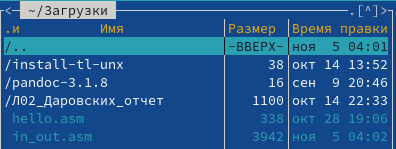 <─ ~/Загрузки .[^]>
.и Имя Размер Время правки
/.. -ВВЕРХ- ноя 5 04:01
/install-tl-unx 38 окт 14 13:52
/pandoc-3.1.8 16 сен 9 20:46
/Л02_Даровских_отчет 1100 окт 14 22:33
hello.asm 338 окт 28 19:06
in_out.asm 3942 ноя 5 04:02